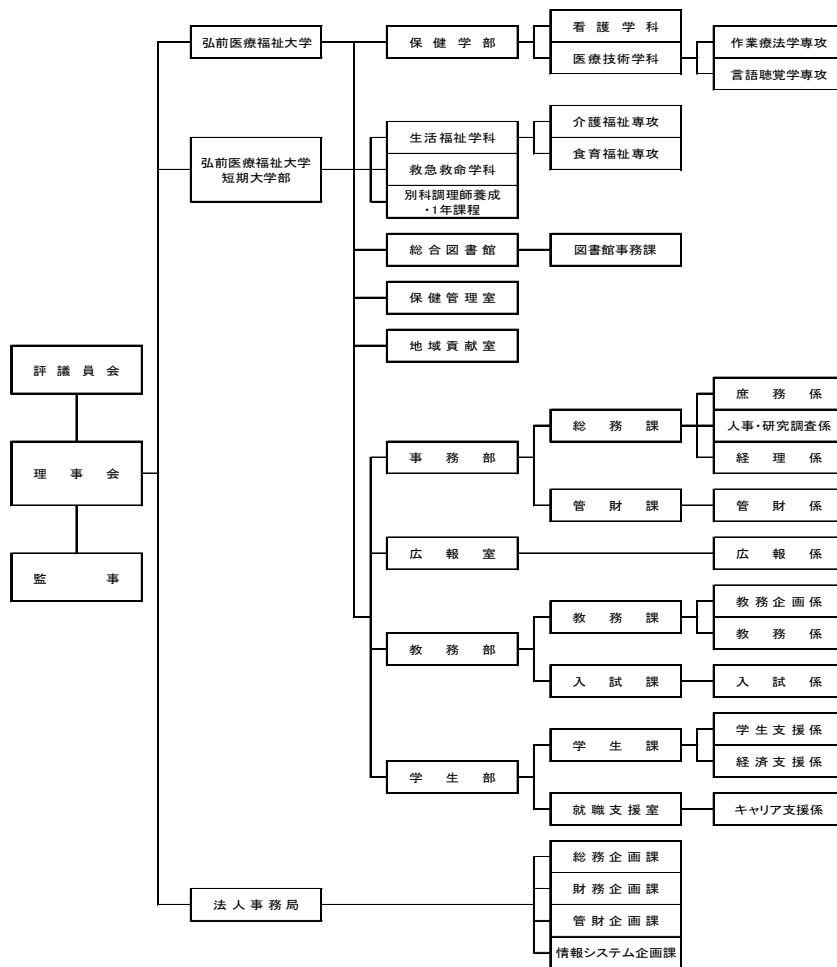 評議員会
理事会
監事
弘前医療福祉大学
保健学部
看護学科
医療技術学科
作業療法学専攻
言語聴覚学専攻
弘前医療福祉大学
短期大学部
生活福祉学科
介護福祉専攻
食育福祉専攻
救急救命学科
別科調理師養成
・1年課程
総合図書館
図書館事務課
保健管理室
地域貢献室
事務部
総務課
庶務係
人事・研究調査係
経理係
管財課
管財係
広報室
広報係
教務部
教務課
教務企画係
教務係
入試課
入試係
学生部
学生課
学生支援係
経済支援係
就職支援室
キャリア支援係
法人事務局
総務企画課
財務企画課
管財企画課
情報システム企画課